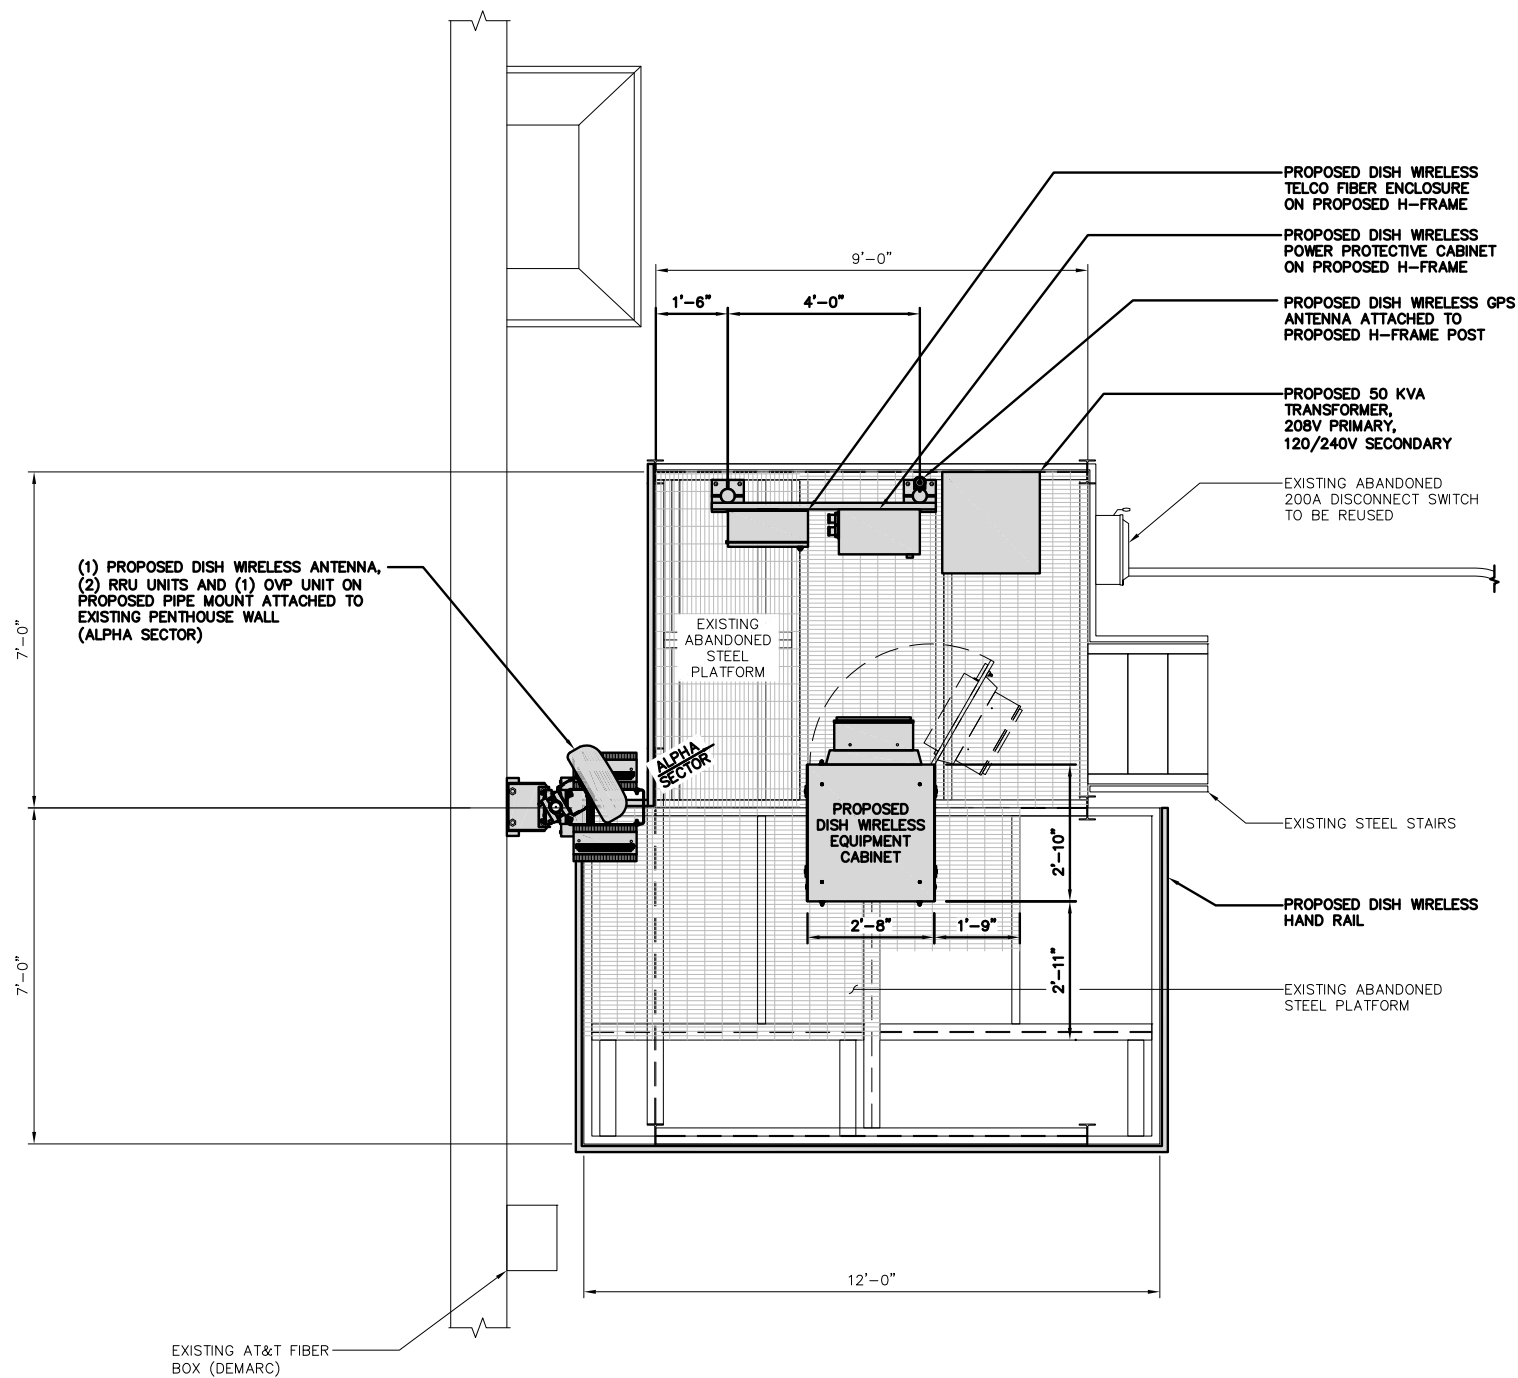 PROPOSED DISH WIRELESS
TELCO FIBER ENCLOSURE
ON PROPOSED H-FRAME
PROPOSED DISH WIRELESS
POWER PROTECTIVE CABINET
ON PROPOSED H-FRAME
9'-0"
1'-6"
4'-0"
PROPOSED DISH WIRELESS GPS
ANTENNA ATTACHED TO
PROPOSED H-FRAME POST
PROPOSED 50 KVA
TRANSFORMER,
208V PRIMARY,
120/240V SECONDARY
EXISTING ABANDONED
200A DISCONNECT SWITCH
TO BE REUSED
(1) PROPOSED DISH WIRELESS ANTENNA,
(2) RRU UNITS AND (1) OVP UNIT ON
PROPOSED PIPE MOUNT ATTACHED TO
EXISTING PENTHOUSE WALL
(ALPHA SECTOR)
7'-0"
EXISTING
ABANDONED
STEEL
PLATFORM
ALPHA
SECTOR
PROPOSED
DISH WIRELESS
EQUIPMENT
CABINET
EXISTING STEEL STAIRS
2'-10"
PROPOSED DISH WIRELESS
HAND RAIL
2'-8"
1'-9"
2'-11"
7'-0"
EXISTING ABANDONED
STEEL PLATFORM
12'-0"
EXISTING AT&T FIBER
BOX (DEMARC)